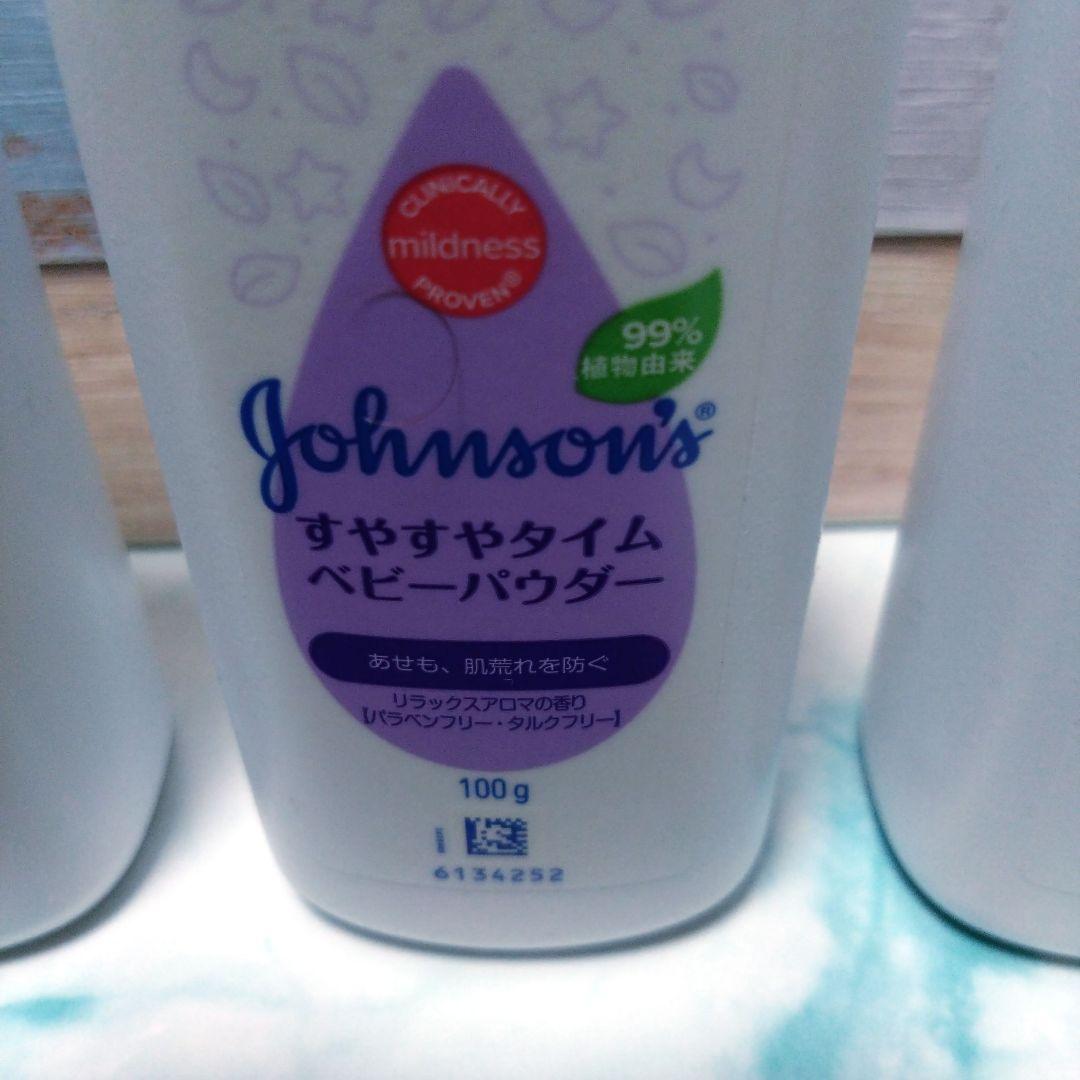 CLINICALLY
mildness
PROVEN®
99%
植物由来
Johnson's®
すやすやタイム
ベビーパウダー
あせも、肌荒れを防ぐ
リラックスアロマの香り
【パラベンフリー・タルクフリー】
100 g
6134252